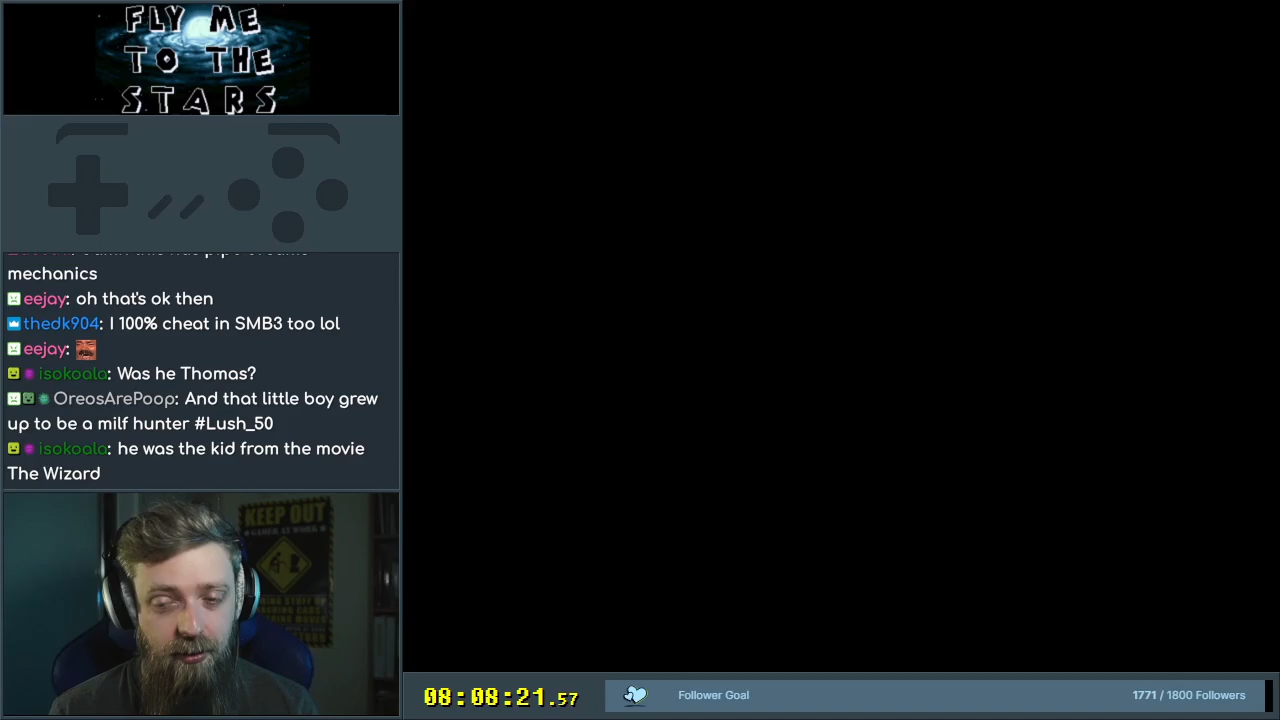 FLY ME
TO THE
STARS
mechanics
eejay: oh that's ok then
thedk904: I 100% cheat in SMB3 too lol
eejay:
isokoala: Was he Thomas?
OreosArePoop: And that little boy grew
up to be a milf hunter #Lush_50
isokoala: he was the kid from the movie
The Wizard
KEEP OUT
08:08:21.57
Follower Goal
1771 / 1800 Followers